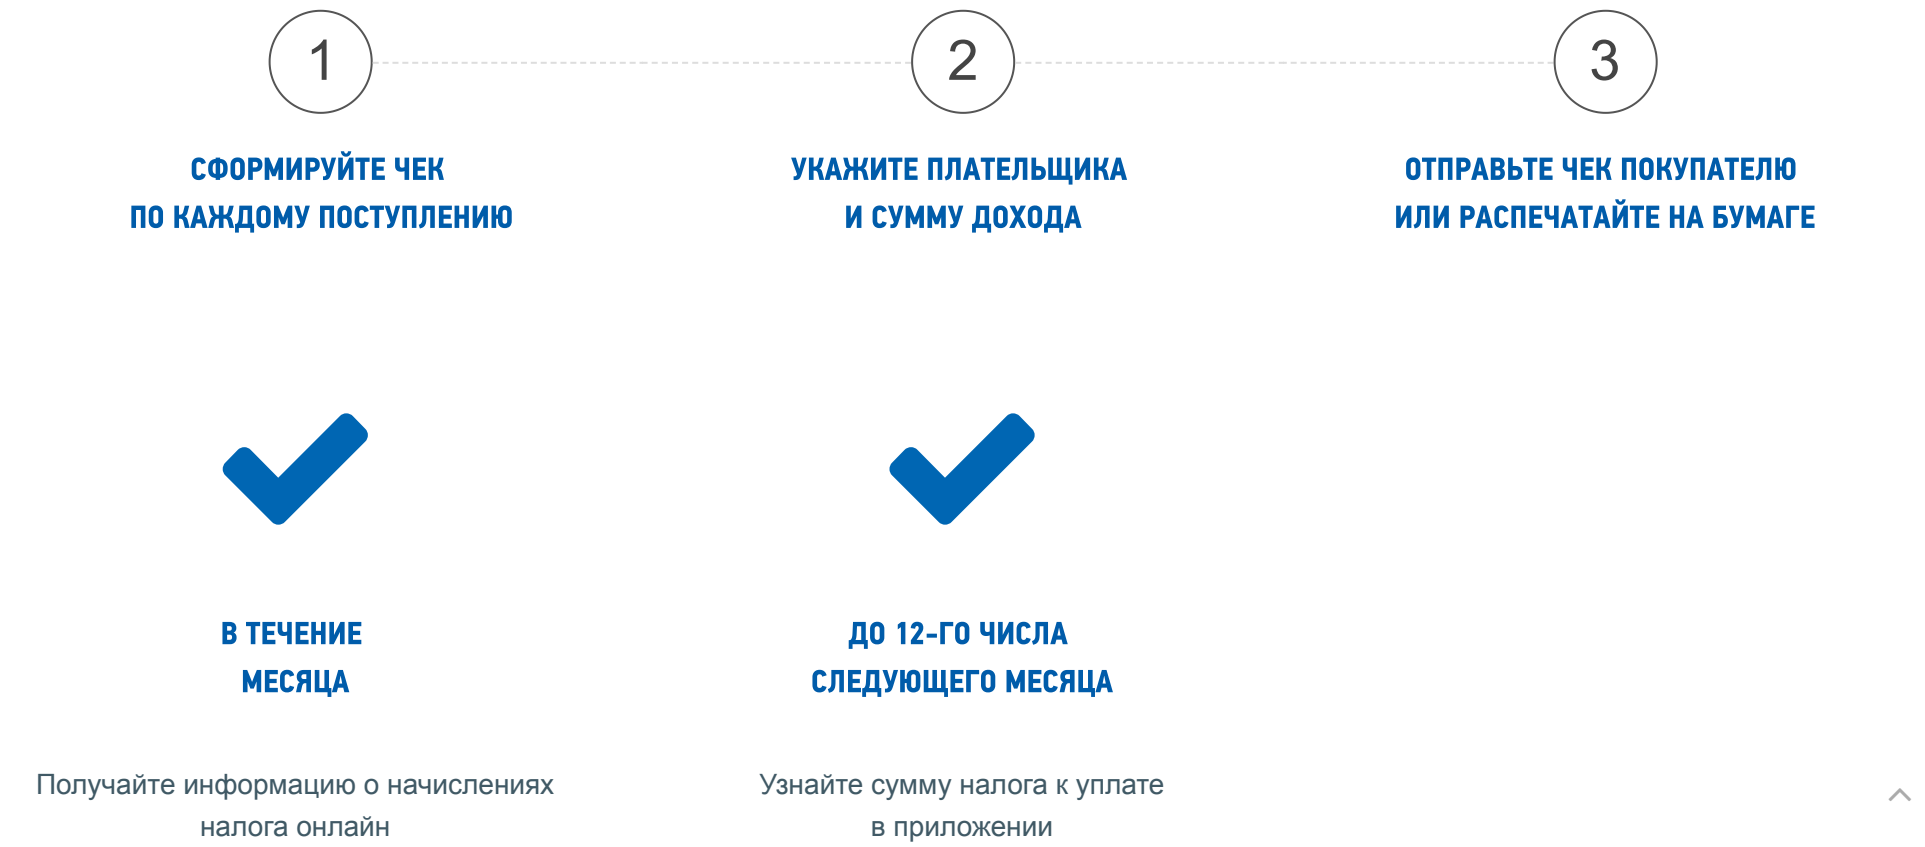 1
2
3
СФОРМИРУЙТЕ ЧЕК
ПО КАЖДОМУ ПОСТУПЛЕНИЮ
УКАЖИТЕ ПЛАТЕЛЬЩИКА
И СУММУ ДОХОДА
ОТПРАВЬТЕ ЧЕК ПОКУПАТЕЛЮ
ИЛИ РАСПЕЧАТАЙТЕ НА БУМАГЕ
В ТЕЧЕНИЕ
МЕСЯЦА
Получайте информацию о начислениях
налога онлайн
ДО 12-ГО ЧИСЛА
СЛЕДУЮЩЕГО МЕСЯЦА
Узнайте сумму налога к уплате
в приложении